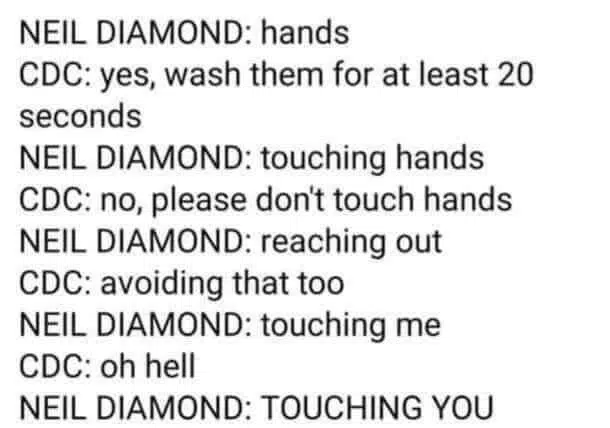 NEIL DIAMOND: hands
CDC: yes, wash them for at least 20
seconds
NEIL DIAMOND: touching hands
CDC: no, please don't touch hands
NEIL DIAMOND: reaching out
CDC: avoiding that too
NEIL DIAMOND: touching me
CDC: oh hell
NEIL DIAMOND: TOUCHING YOU